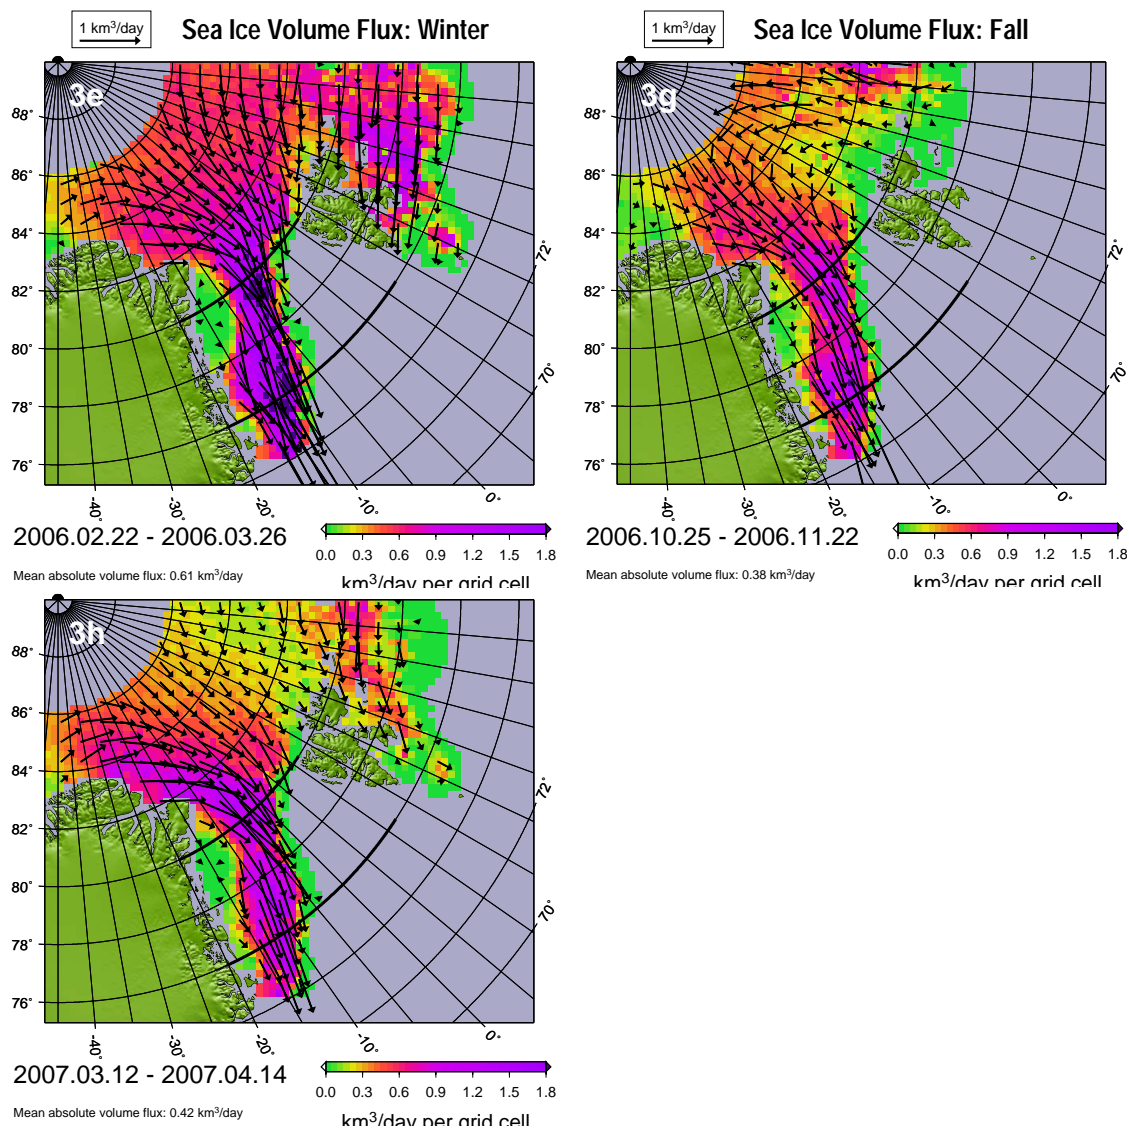 1 km³/day Sea Ice Volume Flux: Winter
3e
88°
86°
84°
82°
80°
78°
76°
-40° -30° -20° -10° 0°
72°
70°
2006.02.22 - 2006.03.26
0.0 0.3 0.6 0.9 1.2 1.5 1.8
km³/day per grid cell
Mean absolute volume flux: 0.61 km³/day
1 km³/day Sea Ice Volume Flux: Fall
3g
88°
86°
84°
82°
80°
78°
76°
-40° -30° -20° -10° 0°
72°
70°
2006.10.25 - 2006.11.22
0.0 0.3 0.6 0.9 1.2 1.5 1.8
km³/day per grid cell
Mean absolute volume flux: 0.38 km³/day
3h
88°
86°
84°
82°
80°
78°
76°
-40° -30° -20° -10° 0°
72°
70°
2007.03.12 - 2007.04.14
0.0 0.3 0.6 0.9 1.2 1.5 1.8
km³/day per grid cell
Mean absolute volume flux: 0.42 km³/day